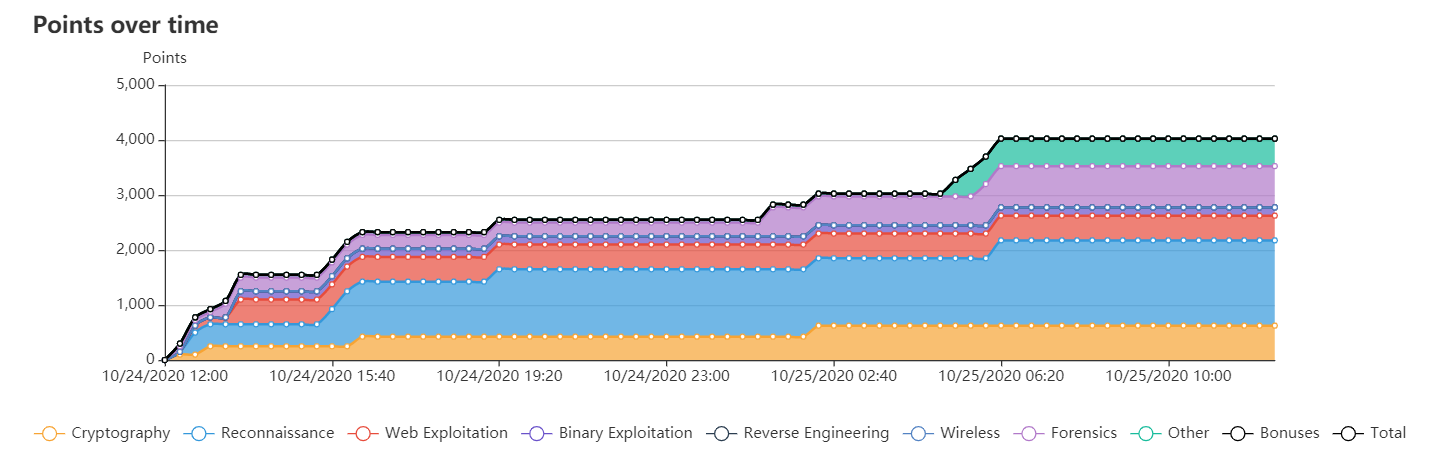 Points over time
Points
5,000
4,000
3,000
2,000
1,000
0
10/24/2020 12:00 10/24/2020 15:40 10/24/2020 19:20 10/24/2020 23:00 10/25/2020 02:40 10/25/2020 06:20 10/25/2020 10:00
Cryptography Reconnaissance Web Exploitation Binary Exploitation Reverse Engineering Wireless Forensics Other Bonuses Total